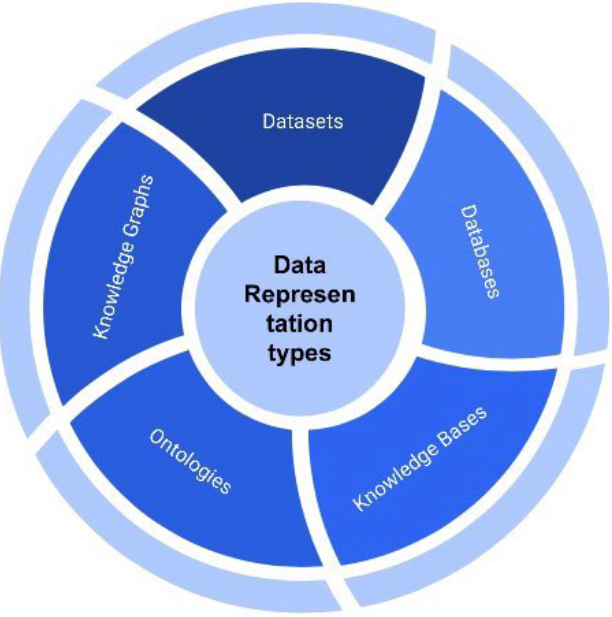 Datasets
Databases
Knowledge Bases
Ontologies
Knowledge Graphs
Data
Represen
tation
types